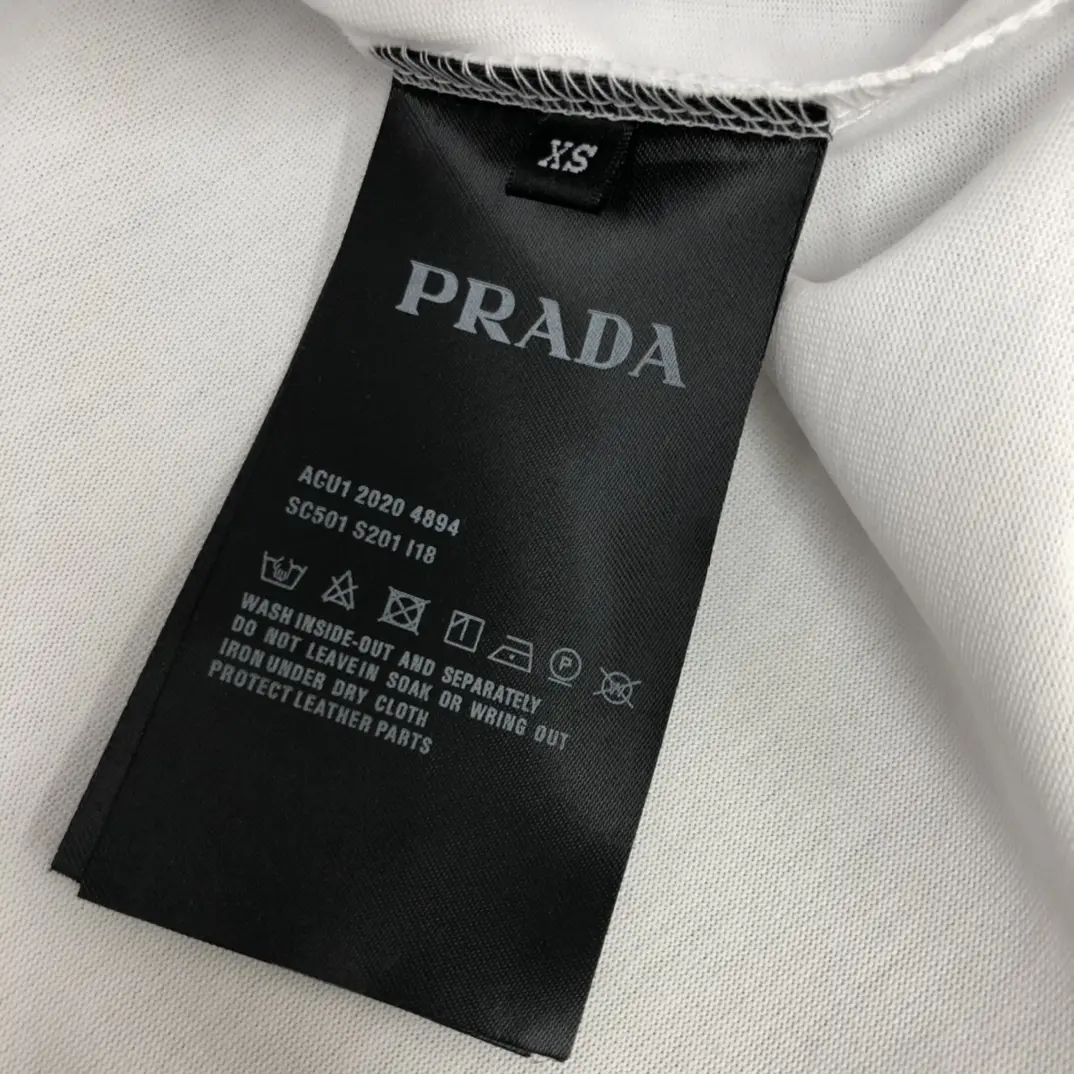 XS
PRADA
ACU1 2020 4894
SC501 S201 I18
P
WASH INSIDE-OUT AND SEPARATELY
DO NOT LEAVE IN SOAK OR WRING OUT
IRON UNDER DRY CLOTH
PROTECT LEATHER PARTS